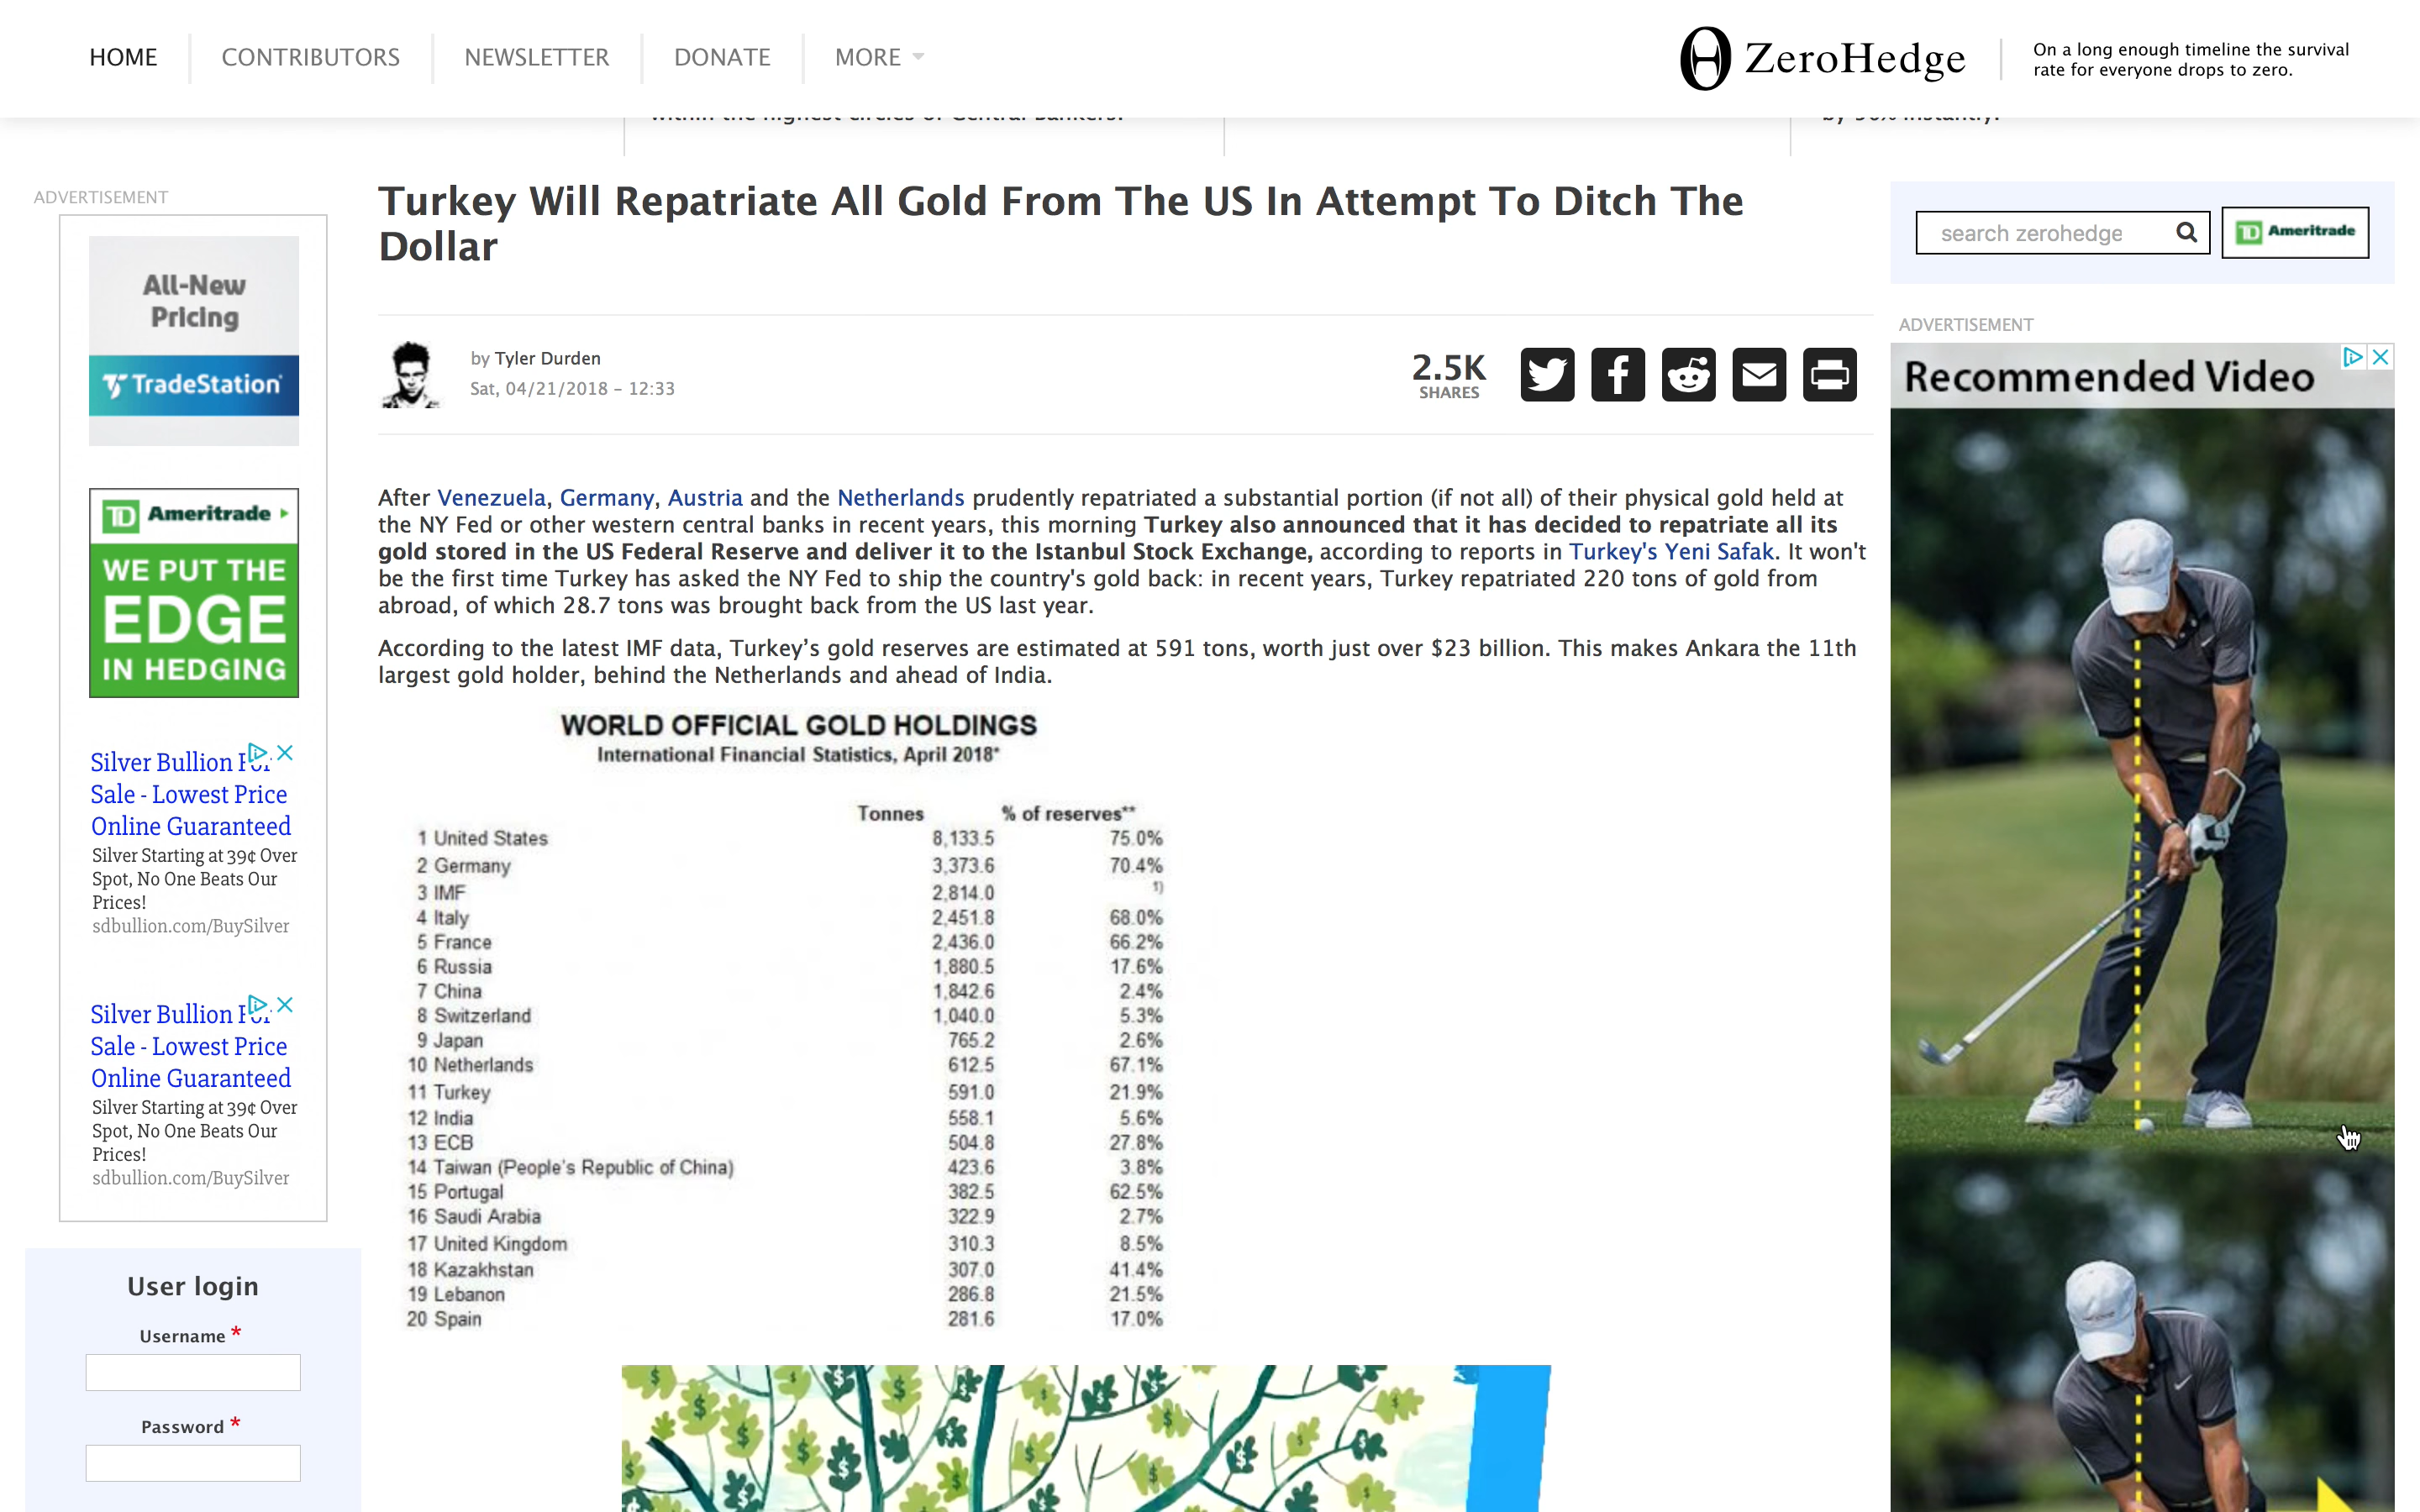 HOME
CONTRIBUTORS
NEWSLETTER
DONATE
MORE
ZeroHedge
On a long enough timeline the survival
rate for everyone drops to zero.
within the highest circles of Central Bankers.
by 90% instantly.
ADVERTISEMENT
All-New
Pricing
TradeStation
TD Ameritrade
WE PUT THE
EDGE
IN HEDGING
Silver Bullion For
Sale - Lowest Price
Online Guaranteed
Silver Starting at 39¢ Over
Spot, No One Beats Our
Prices!
sdbullion.com/BuySilver
Silver Bullion For
Sale - Lowest Price
Online Guaranteed
Silver Starting at 39¢ Over
Spot, No One Beats Our
Prices!
sdbullion.com/BuySilver
User login
Username *
Password *
Turkey Will Repatriate All Gold From The US In Attempt To Ditch The
Dollar
by Tyler Durden
Sat, 04/21/2018 - 12:33
2.5K
SHARES
After Venezuela, Germany, Austria and the Netherlands prudently repatriated a substantial portion (if not all) of their physical gold held at
the NY Fed or other western central banks in recent years, this morning Turkey also announced that it has decided to repatriate all its
gold stored in the US Federal Reserve and deliver it to the Istanbul Stock Exchange, according to reports in Turkey's Yeni Safak. It won't
be the first time Turkey has asked the NY Fed to ship the country's gold back: in recent years, Turkey repatriated 220 tons of gold from
abroad, of which 28.7 tons was brought back from the US last year.
According to the latest IMF data, Turkey’s gold reserves are estimated at 591 tons, worth just over $23 billion. This makes Ankara the 11th
largest gold holder, behind the Netherlands and ahead of India.
WORLD OFFICIAL GOLD HOLDINGS
International Financial Statistics, April 2018*
Tonnes % of reserves**
1 United States 8,133.5 75.0%
2 Germany 3,373.6 70.4%
3 IMF 2,814.0 1)
4 Italy 2,451.8 68.0%
5 France 2,436.0 66.2%
6 Russia 1,880.5 17.6%
7 China 1,842.6 2.4%
8 Switzerland 1,040.0 5.3%
9 Japan 765.2 2.6%
10 Netherlands 612.5 67.1%
11 Turkey 591.0 21.9%
12 India 558.1 5.6%
13 ECB 504.8 27.8%
14 Taiwan (People's Republic of China) 423.6 3.8%
15 Portugal 382.5 62.5%
16 Saudi Arabia 322.9 2.7%
17 United Kingdom 310.3 8.5%
18 Kazakhstan 307.0 41.4%
19 Lebanon 286.8 21.5%
20 Spain 281.6 17.0%
search zerohedge
TD Ameritrade
ADVERTISEMENT
Recommended Video